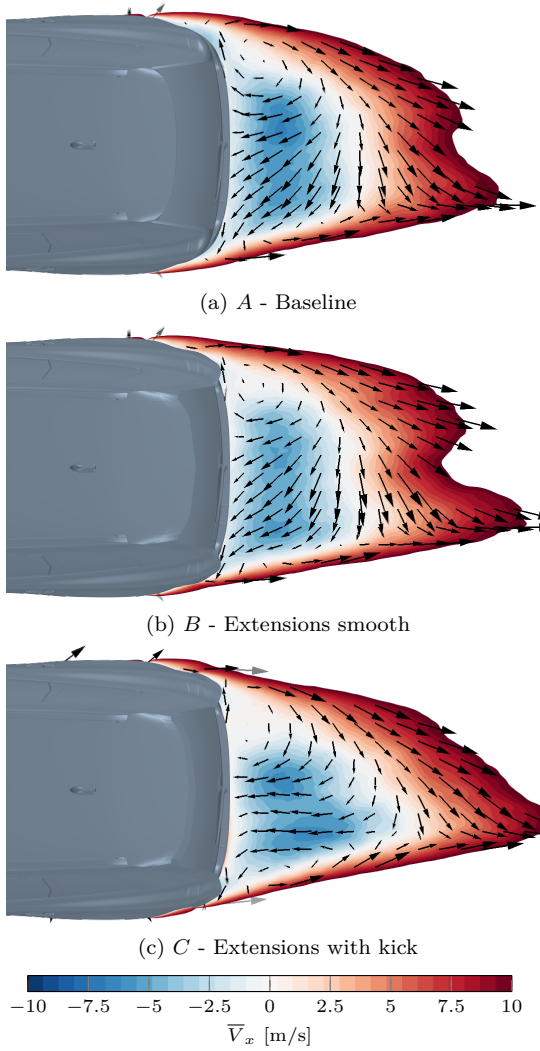 (a) A - Baseline
(b) B - Extensions smooth
(c) C - Extensions with kick
−10 −7.5 −5 −2.5 0 2.5 5 7.5 10
V̅ₓ [m/s]